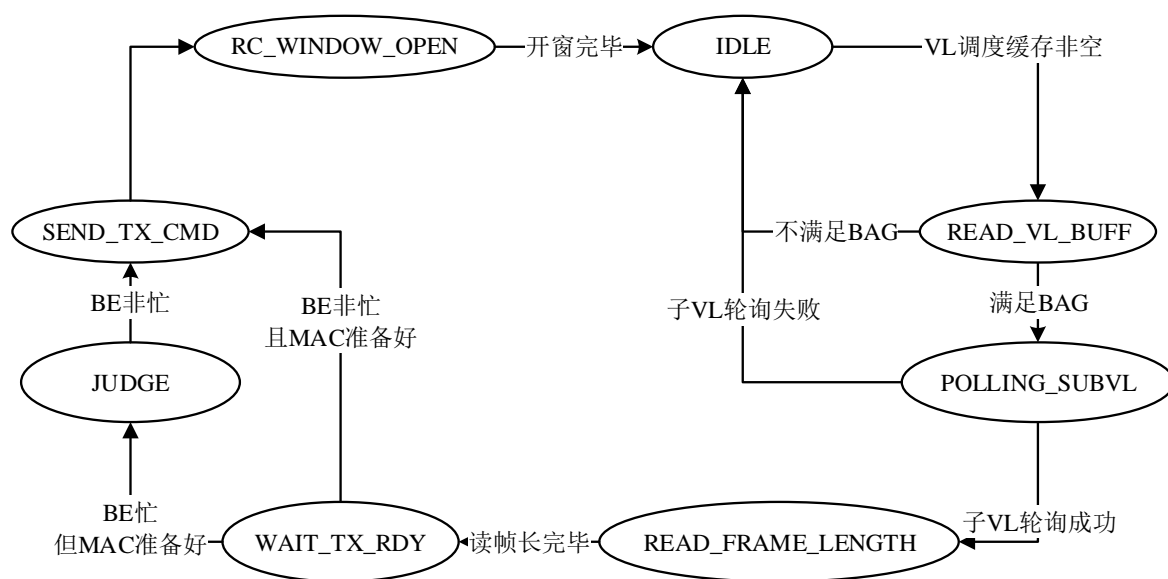 RC_WINDOW_OPEN
开窗完毕
IDLE
VL调度缓存非空
SEND_TX_CMD
不满足BAG
READ_VL_BUFF
BE非忙
BE非忙
且MAC准备好
子VL轮询失败
满足BAG
JUDGE
POLLING_SUBVL
BE忙
但MAC准备好
WAIT_TX_RDY
读帧长完毕
READ_FRAME_LENGTH
子VL轮询成功